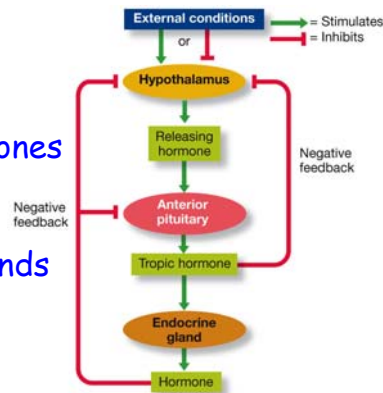 External conditions
= Stimulates
= Inhibits
or
Hypothalamus
ones
Releasing
hormone
Negative
feedback
Anterior
pituitary
Negative
feedback
nds
Tropic hormone
Endocrine
gland
Hormone